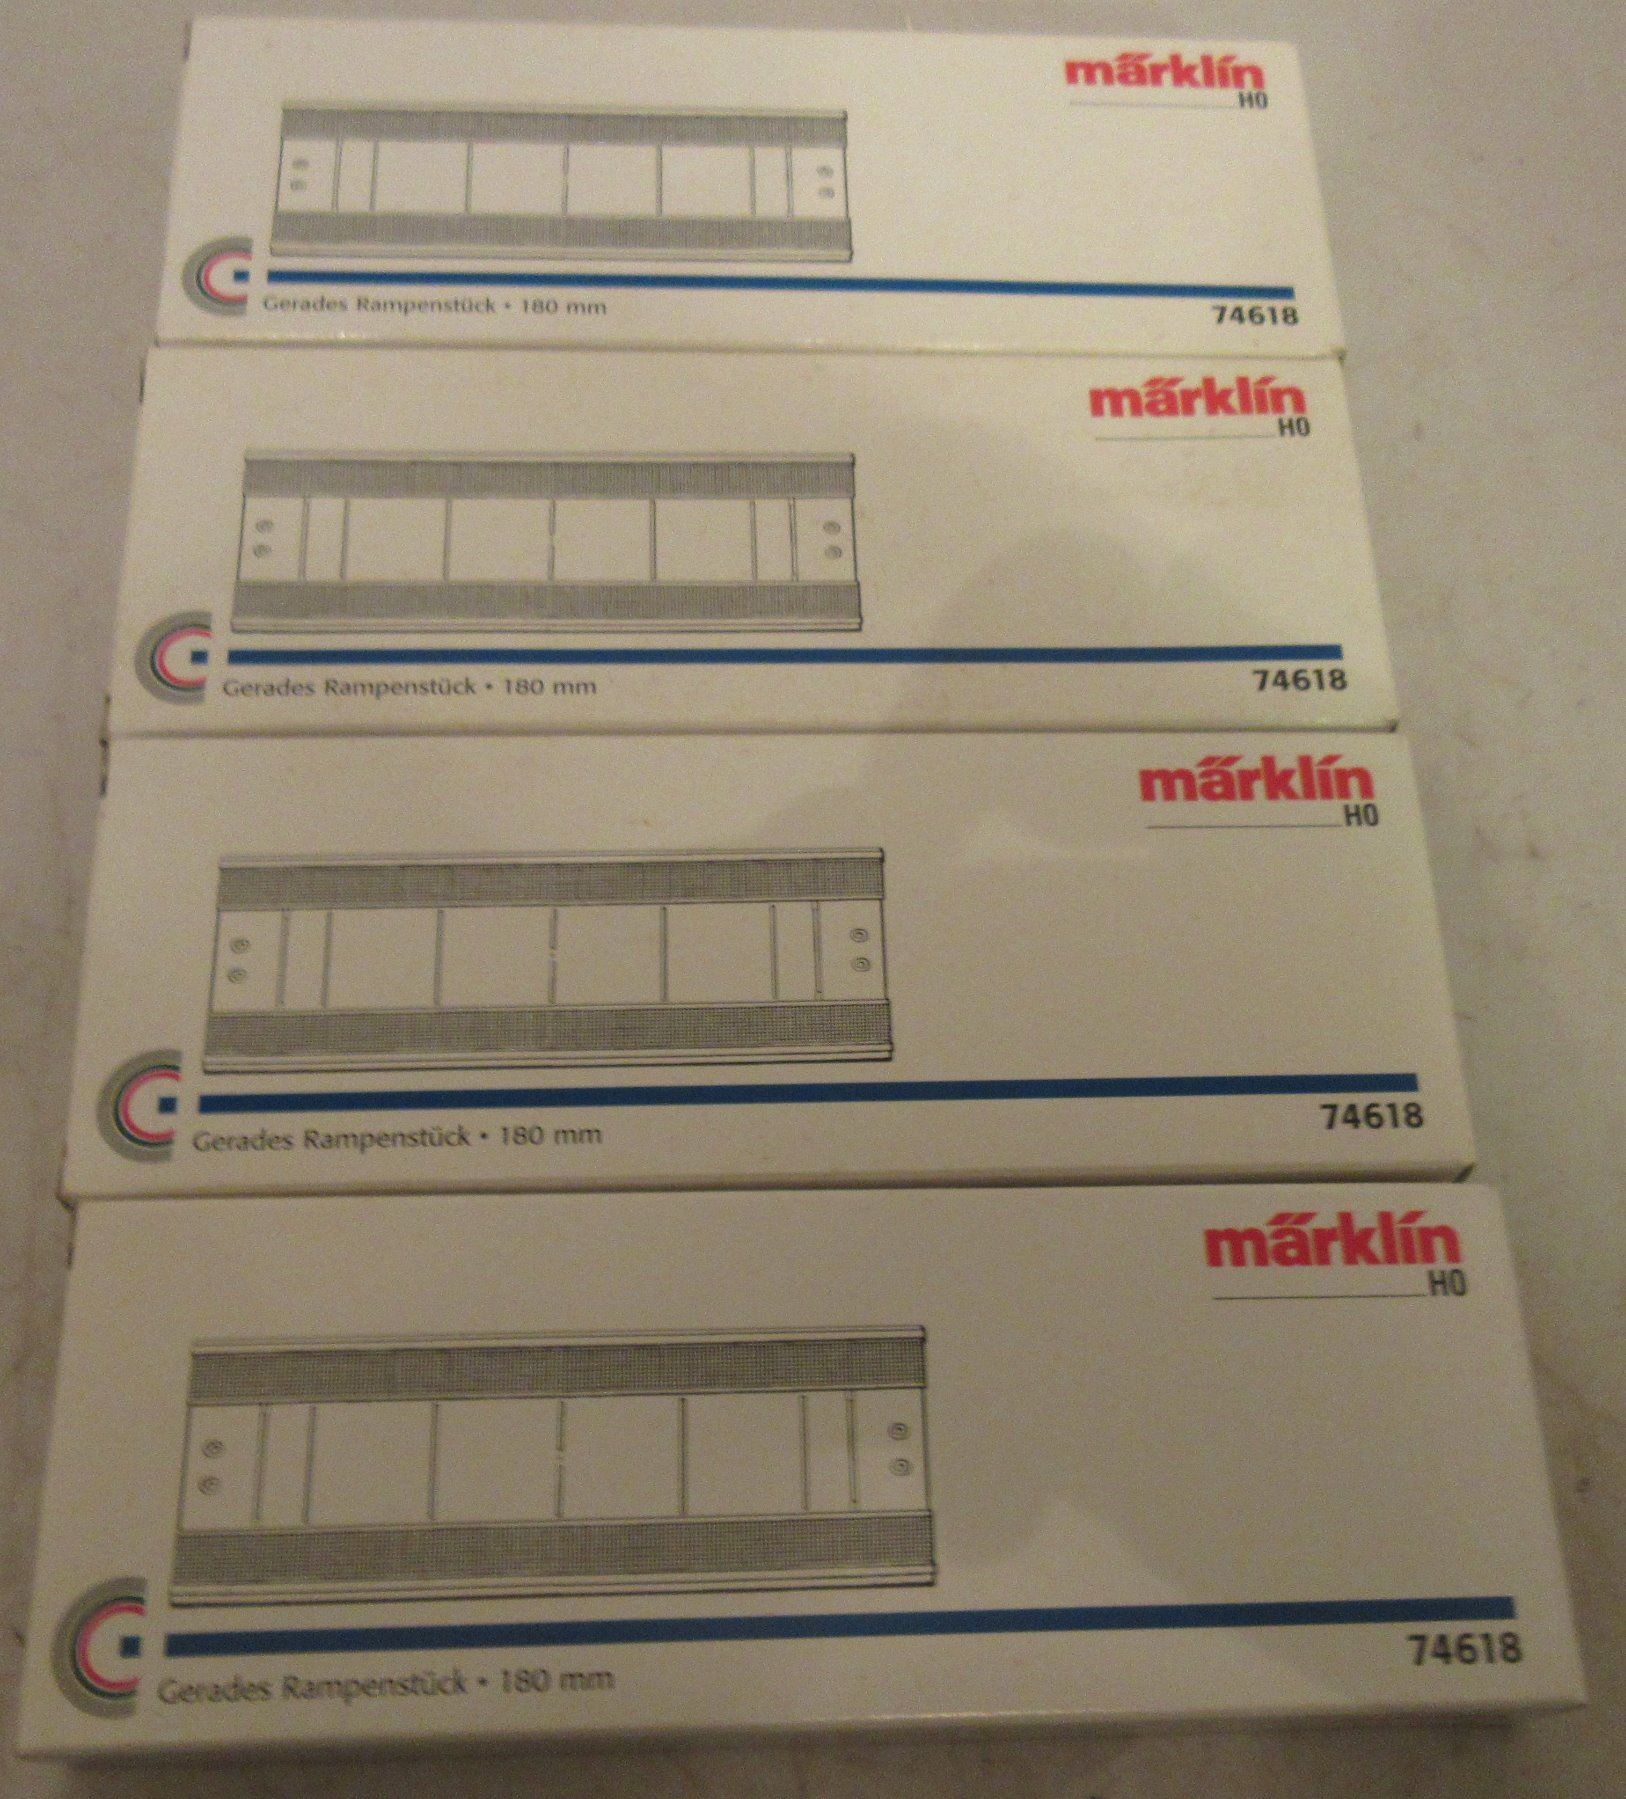 märklin
H0
Gerades Rampenstück • 180 mm
74618
märklin
H0
Gerades Rampenstück • 180 mm
74618
märklin
H0
Gerades Rampenstück • 180 mm
74618
märklin
H0
Gerades Rampenstück • 180 mm
74618